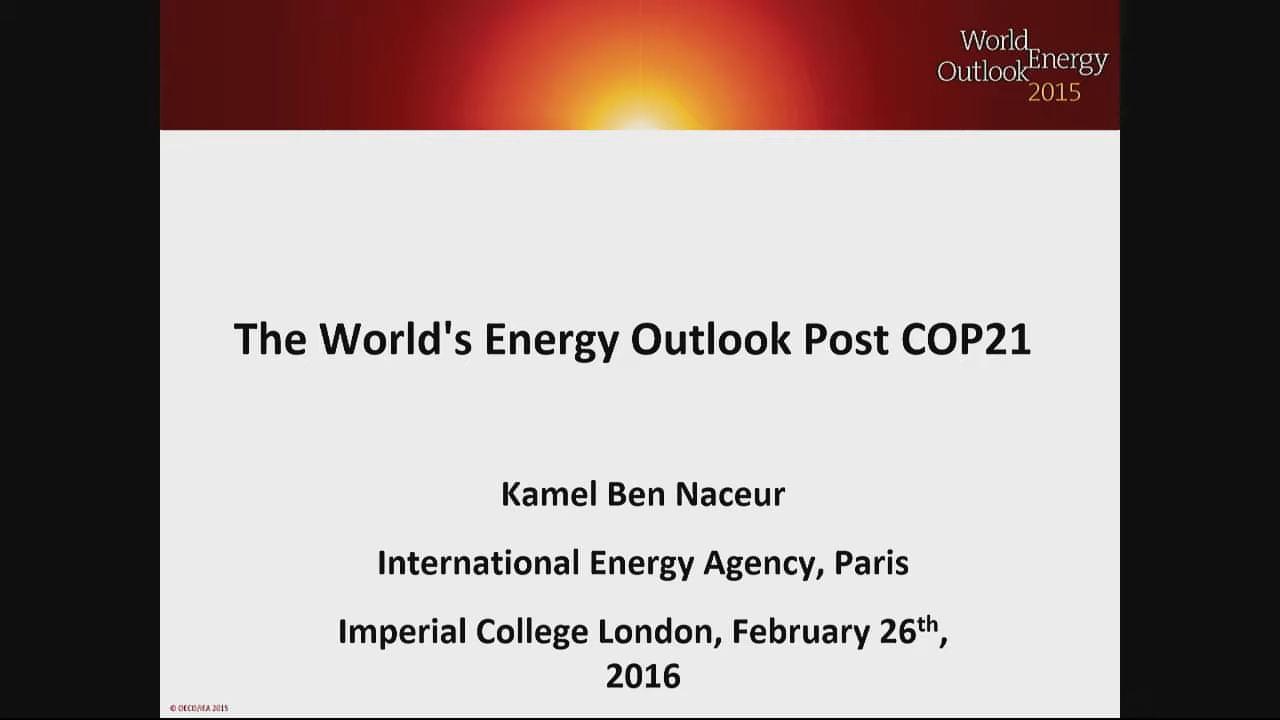 World Energy
Outlook
2015
The World's Energy Outlook Post COP21
Kamel Ben Naceur
International Energy Agency, Paris
Imperial College London, February 26th,
2016
© OECD/IEA 2015